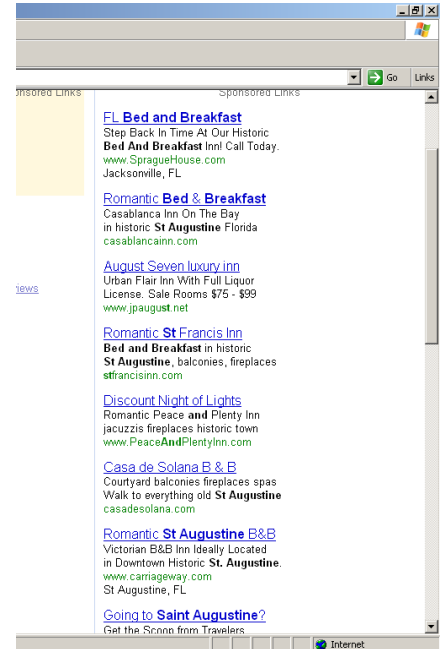 Go
Links
onsored Links
Sponsored Links
FL Bed and Breakfast
Step Back In Time At Our Historic
Bed And Breakfast Inn! Call Today.
www.SpragueHouse.com
Jacksonville, FL
Romantic Bed & Breakfast
Casablanca Inn On The Bay
in historic St Augustine Florida
casablancainn.com
August Seven luxury inn
Urban Flair Inn With Full Liquor
License. Sale Rooms $75 - $99
www.jpaugust.net
iews
Romantic St Francis Inn
Bed and Breakfast in historic
St Augustine, balconies, fireplaces
stfrancisinn.com
Discount Night of Lights
Romantic Peace and Plenty Inn
jacuzzis fireplaces historic town
www.PeaceAndPlentyInn.com
Casa de Solana B & B
Courtyard balconies fireplaces spas
Walk to everything old St Augustine
casadesolana.com
Romantic St Augustine B&B
Victorian B&B Inn Ideally Located
in Downtown Historic St. Augustine.
www.carriageway.com
St Augustine, FL
Going to Saint Augustine?
Get the Scoop from Travelers
Internet